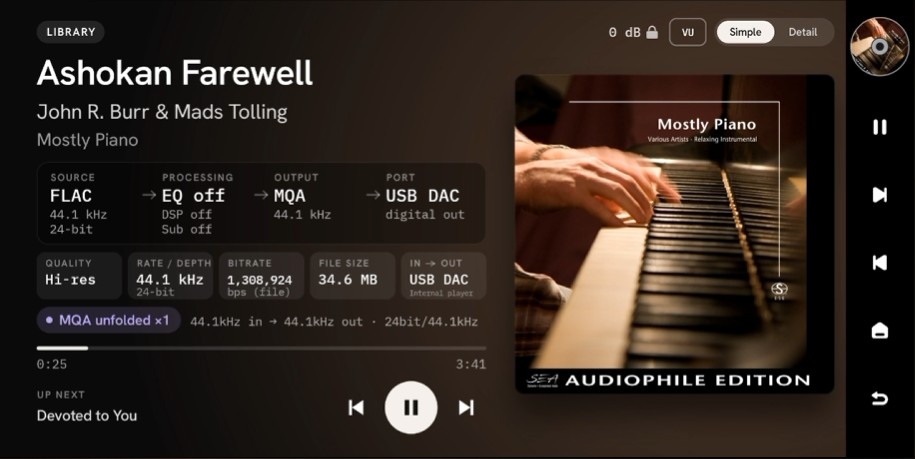 LIBRARY
0 dB
VU
Simple
Detail
Ashokan Farewell
John R. Burr & Mads Tolling
Mostly Piano
SOURCE
FLAC
44.1 kHz
24-bit
→
PROCESSING
EQ off
DSP off
Sub off
→
OUTPUT
MQA
44.1 kHz
→
PORT
USB DAC
digital out
QUALITY
Hi-res
RATE / DEPTH
44.1 kHz
24-bit
BITRATE
1,308,924
bps (file)
FILE SIZE
34.6 MB
IN → OUT
USB DAC
Internal player
MQA unfolded ×1
44.1kHz in → 44.1kHz out · 24bit/44.1kHz
0:25
3:41
UP NEXT
Devoted to You
Mostly Piano
Various Artists - Relaxing Instrumental
AUDIOPHILE EDITION